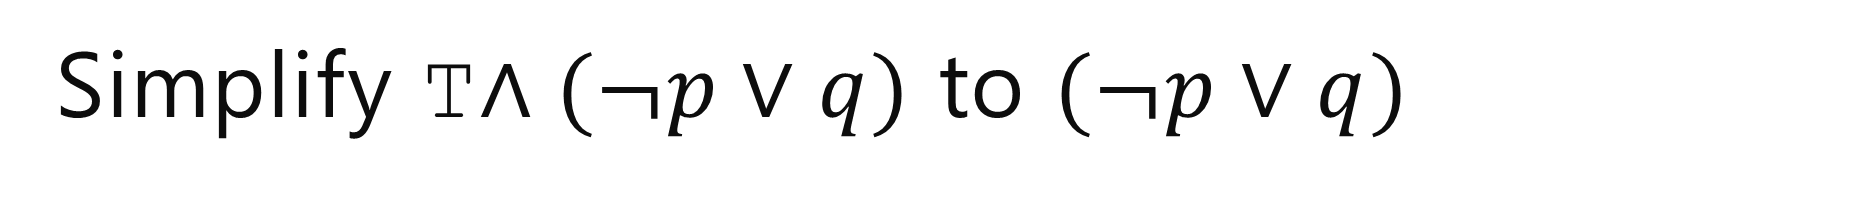 Simplify T∧ (¬p ∨ q) to (¬p ∨ q)